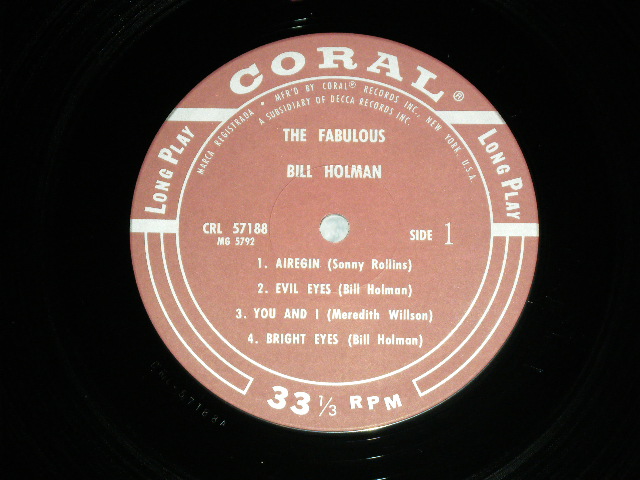 CORAL®
MARCA REGISTRADA • MFR'D BY CORAL® RECORDS INC., NEW YORK, U.S.A.
A SUBSIDIARY OF DECCA RECORDS INC.
LONG PLAY
LONG PLAY
THE FABULOUS
BILL HOLMAN
CRL 57188
MG 5792
SIDE 1
1. AIREGIN (Sonny Rollins)
2. EVIL EYES (Bill Holman)
3. YOU AND I (Meredith Willson)
4. BRIGHT EYES (Bill Holman)
33 1/3 RPM